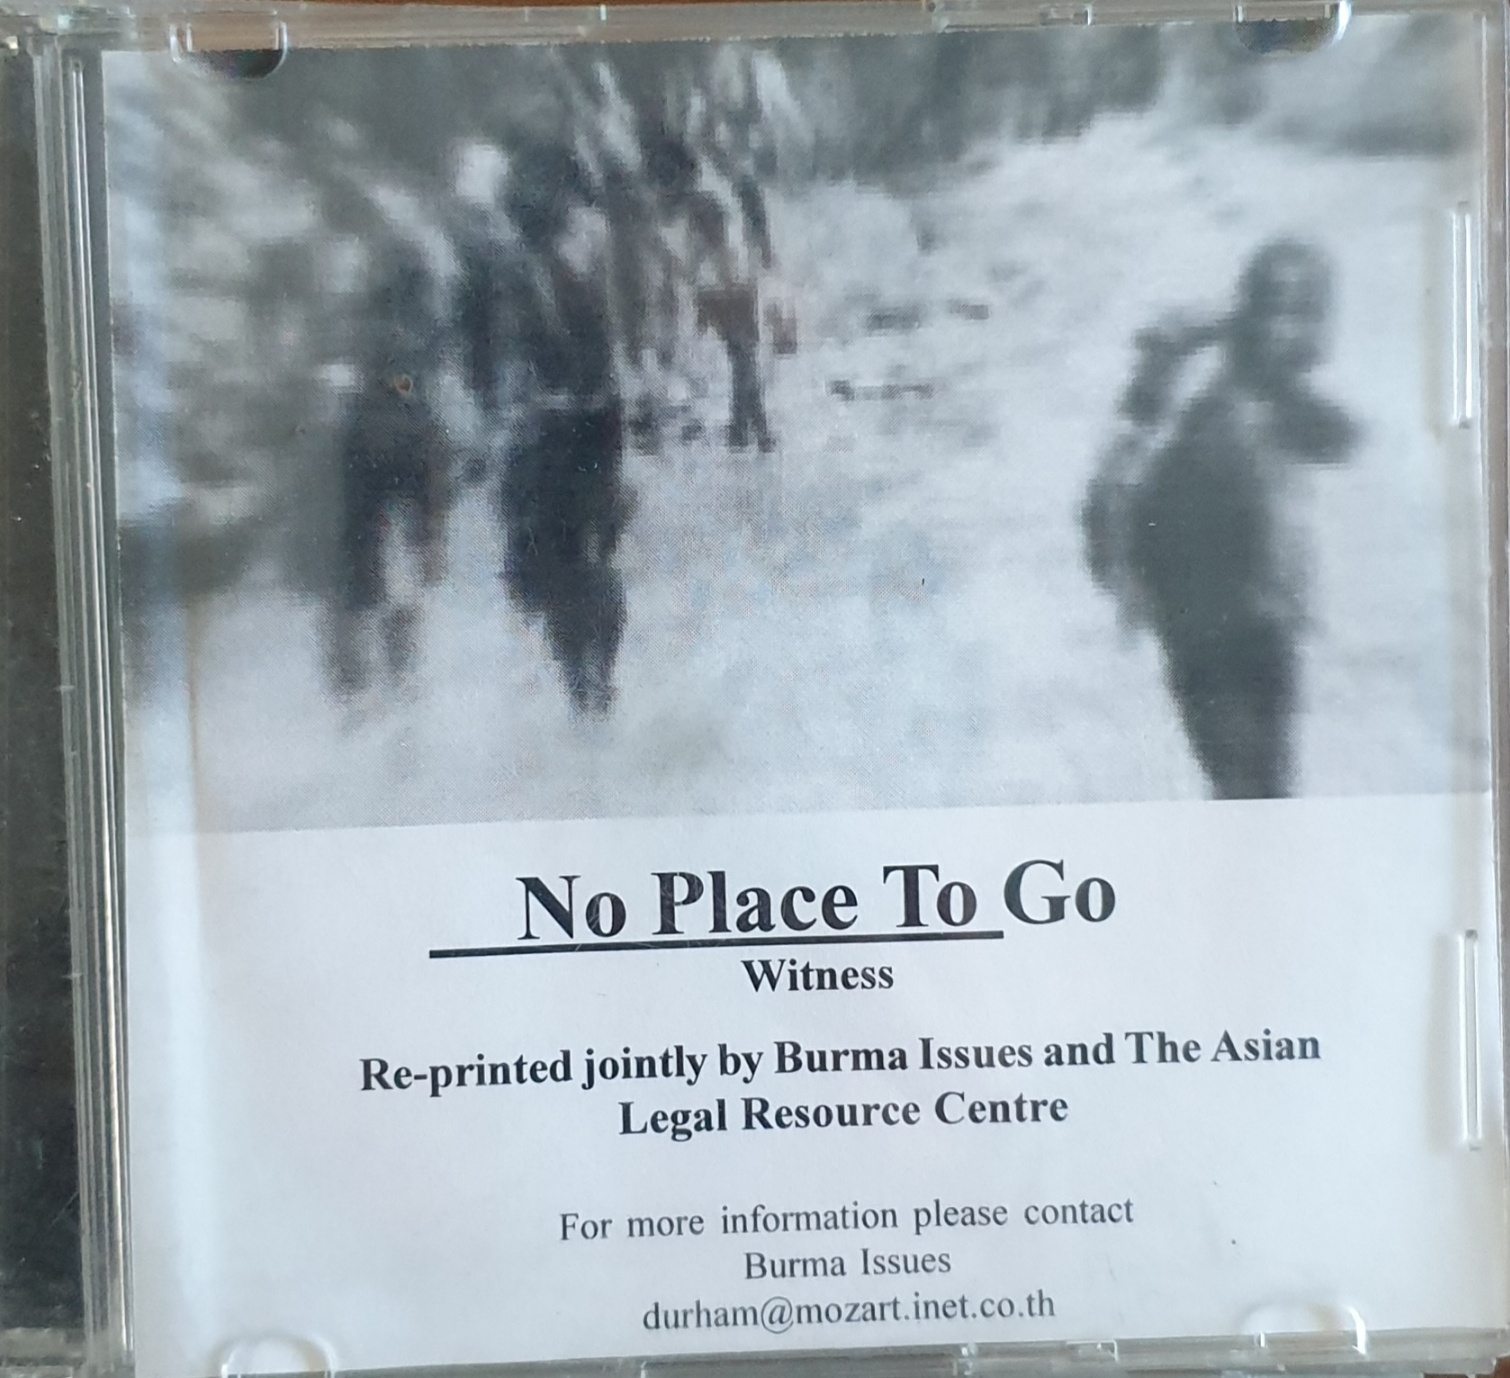 No Place To Go
Witness
Re-printed jointly by Burma Issues and The Asian
Legal Resource Centre
For more information please contact
Burma Issues
durham@mozart.inet.co.th